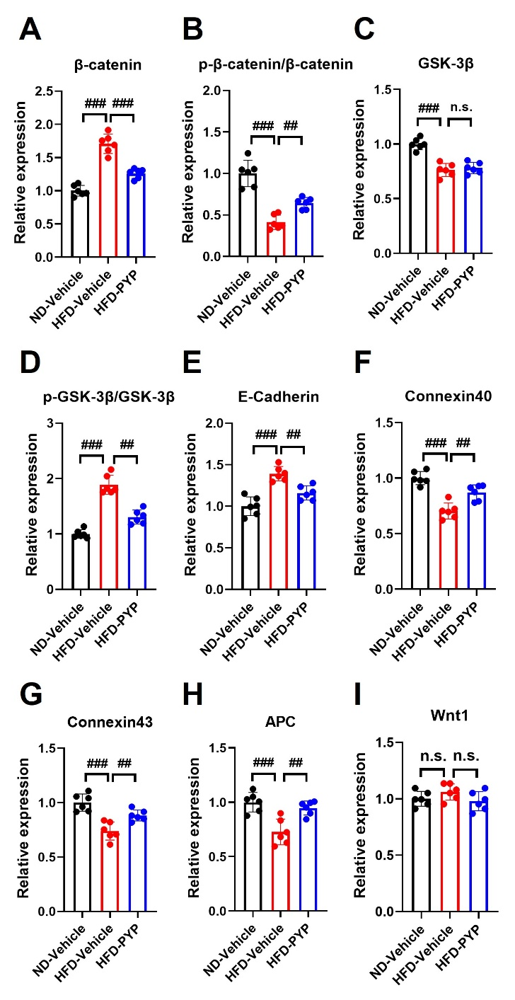 A B C
β-catenin p-β-catenin/β-catenin GSK-3β
Relative expression
2.5
2.0
1.5
1.0
0.5
0.0
### ###
ND-Vehicle
HFD-Vehicle
HFD-PYP
Relative expression
2.0
1.5
1.0
0.5
0.0
### ##
ND-Vehicle
HFD-Vehicle
HFD-PYP
Relative expression
1.5
1.0
0.5
0.0
### n.s.
ND-Vehicle
HFD-Vehicle
HFD-PYP
D E F
p-GSK-3β/GSK-3β E-Cadherin Connexin40
Relative expression
3
2
1
0
### ##
ND-Vehicle
HFD-Vehicle
HFD-PYP
Relative expression
2.0
1.5
1.0
0.5
0.0
### ##
ND-Vehicle
HFD-Vehicle
HFD-PYP
Relative expression
1.5
1.0
0.5
0.0
### ##
ND-Vehicle
HFD-Vehicle
HFD-PYP
G H I
Connexin43 APC Wnt1
Relative expression
1.5
1.0
0.5
0.0
### ##
ND-Vehicle
HFD-Vehicle
HFD-PYP
Relative expression
1.5
1.0
0.5
0.0
### ##
ND-Vehicle
HFD-Vehicle
HFD-PYP
Relative expression
1.5
1.0
0.5
0.0
n.s. n.s.
ND-Vehicle
HFD-Vehicle
HFD-PYP